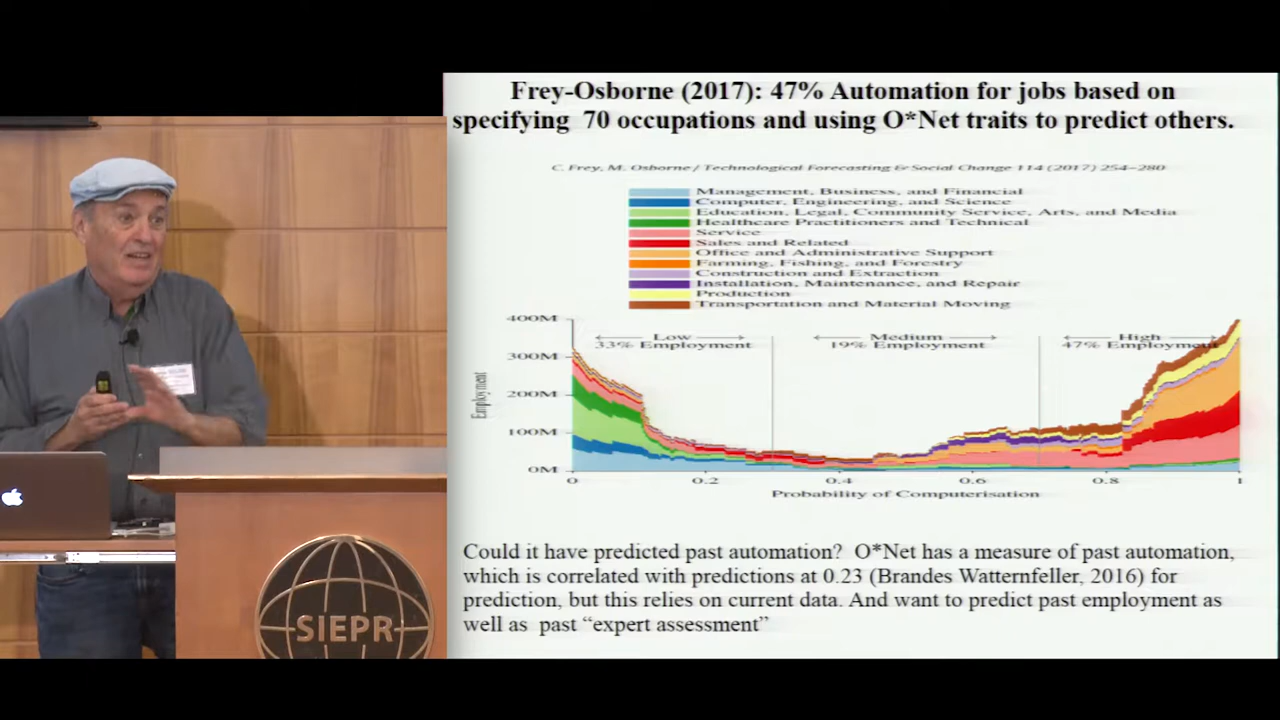 Frey-Osborne (2017): 47% Automation for jobs based on
specifying 70 occupations and using O*Net traits to predict others.
C. Frey, M. Osborne / Technological Forecasting & Social Change 114 (2017) 254–280
Management, Business, and Financial
Computer, Engineering, and Science
Education, Legal, Community Service, Arts, and Media
Healthcare Practitioners and Technical
Service
Sales and Related
Office and Administrative Support
Farming, Fishing, and Forestry
Construction and Extraction
Installation, Maintenance, and Repair
Production
Transportation and Material Moving
400M
Low
Medium
High
33% Employment
19% Employment
47% Employment
300M
200M
100M
0M
Employment
0
0.2
0.4
0.6
0.8
1
Probability of Computerisation
Could it have predicted past automation? O*Net has a measure of past automation,
which is correlated with predictions at 0.23 (Brandes Watternfeller, 2016) for
prediction, but this relies on current data. And want to predict past employment as
well as past “expert assessment”
SIEPR